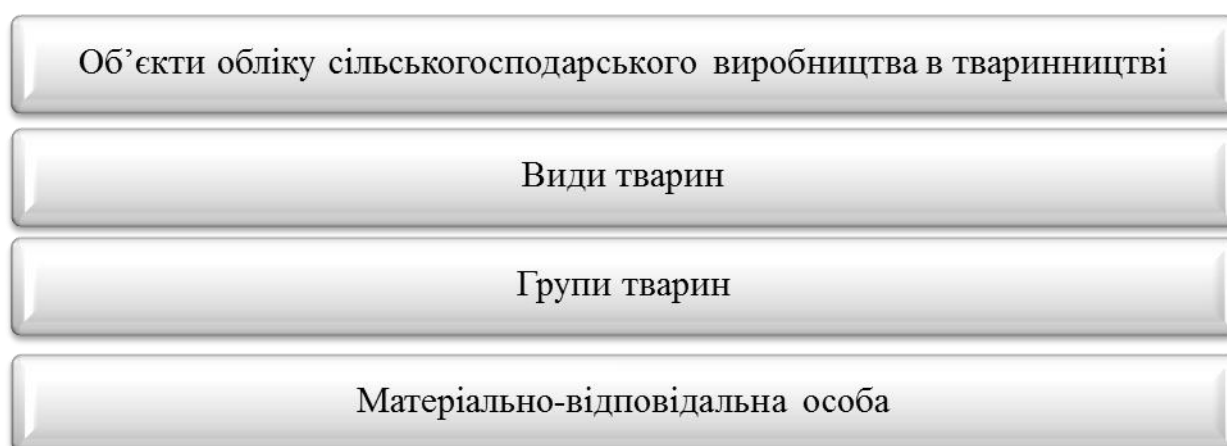 Об’єкти обліку сільськогосподарського виробництва в тваринництві
Види тварин
Групи тварин
Матеріально-відповідальна особа